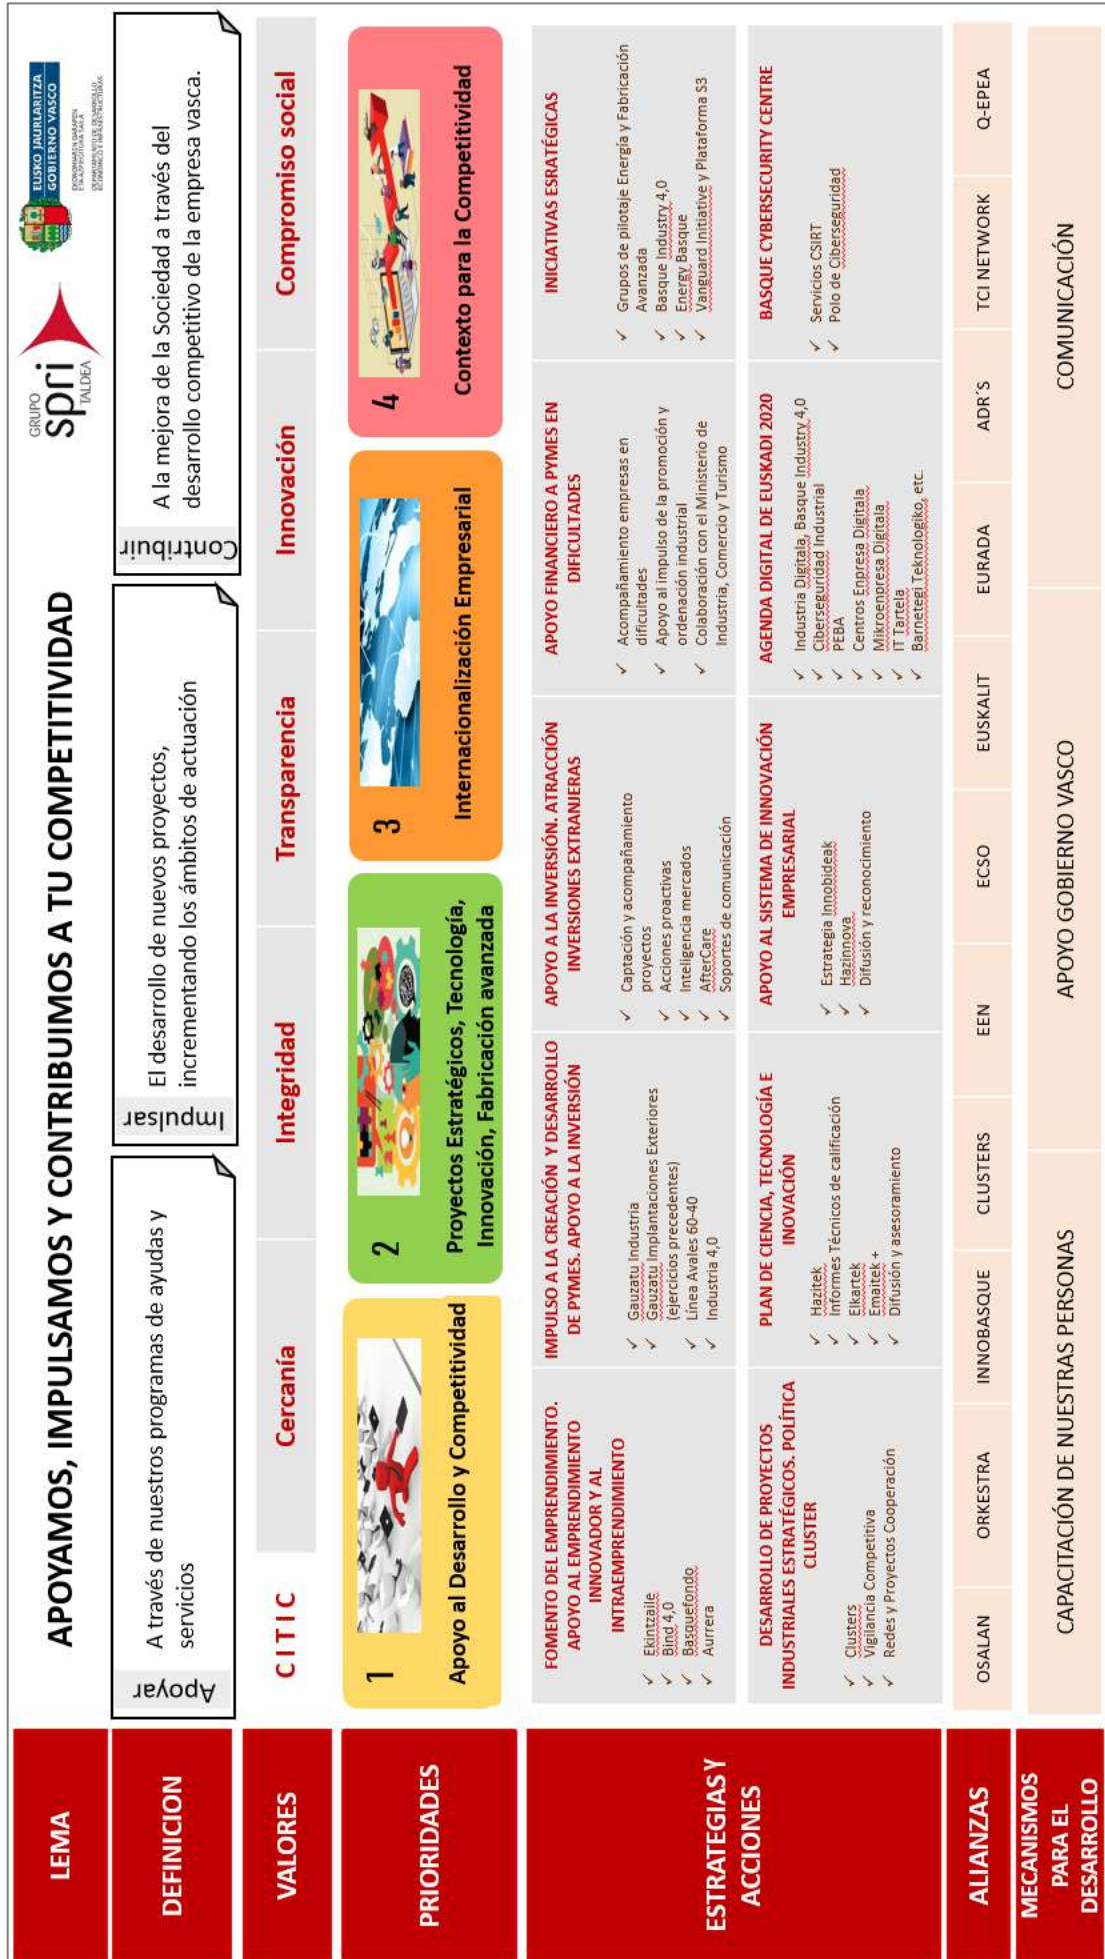 LEMA
APOYAMOS, IMPULSAMOS Y CONTRIBUIMOS A TU COMPETITIVIDAD
GRUPO
spri
TALDEA
EUSKO JAURLARITZA
GOBIERNO VASCO
EKONOMIAREN GARAPEN
ETA AZPIEGITURA SAILA
DEPARTAMENTO DE DESARROLLO
ECONÓMICO E INFRAESTRUCTURAS
DEFINICION
Apoyar
A través de nuestros programas de ayudas y
servicios
Impulsar
El desarrollo de nuevos proyectos,
incrementando los ámbitos de actuación
Contribuir
A la mejora de la Sociedad a través del
desarrollo competitivo de la empresa vasca.
VALORES
C I T I C
Cercanía
Integridad
Transparencia
Innovación
Compromiso social
PRIORIDADES
1
Apoyo al Desarrollo y Competitividad
2
Proyectos Estratégicos, Tecnología,
Innovación, Fabricación avanzada
3
Internacionalización Empresarial
4
Contexto para la Competitividad
ESTRATEGIAS Y
ACCIONES
FOMENTO DEL EMPRENDIMIENTO.
APOYO AL EMPRENDIMIENTO
INNOVADOR Y AL
INTRAEMPRENDIMIENTO
✓ Ekintzaile
✓ Bind 4,0
✓ Basquefondo
✓ Aurrera
IMPULSO A LA CREACIÓN Y DESARROLLO
DE PYMES. APOYO A LA INVERSIÓN
✓ Gauzatu Industria
✓ Gauzatu Implantaciones Exteriores
(ejercicios precedentes)
✓ Línea Avales 60-40
✓ Industria 4,0
APOYO A LA INVERSIÓN. ATRACCIÓN
INVERSIONES EXTRANJERAS
✓ Captación y acompañamiento
proyectos
✓ Acciones proactivas
✓ Inteligencia mercados
✓ AfterCare
✓ Soportes de comunicación
APOYO FINANCIERO A PYMES EN
DIFICULTADES
✓ Acompañamiento empresas en
dificultades
✓ Apoyo al impulso de la promoción y
ordenación industrial
✓ Colaboración con el Ministerio de
Industria, Comercio y Turismo
INICIATIVAS ESRATÉGICAS
✓ Grupos de pilotaje Energía y Fabricación
Avanzada
✓ Basque Industry 4,0
✓ Energy Basque
✓ Vanguard Initiative y Plataforma S3
DESARROLLO DE PROYECTOS
INDUSTRIALES ESTRATÉGICOS. POLÍTICA
CLUSTER
✓ Clusters
✓ Vigilancia Competitiva
✓ Redes y Proyectos Cooperación
PLAN DE CIENCIA, TECNOLOGÍA E
INOVACIÓN
✓ Hazitek
✓ Informes Técnicos de calificación
✓ Elkartek
✓ Emaitek +
✓ Difusión y asesoramiento
APOYO AL SISTEMA DE INNOVACIÓN
EMPRESARIAL
✓ Estrategia Innobideak
✓ Hazinnova
✓ Difusión y reconocimiento
AGENDA DIGITAL DE EUSKADI 2020
✓ Industria Digitala, Basque Industry 4,0
✓ Ciberseguridad Industrial
✓ PEBA
✓ Centros Enpresa Digitala
✓ Mikroenpresa Digitala
✓ IT Tartela
✓ Barnetegi Teknologiko, etc.
BASQUE CYBERSECURITY CENTRE
✓ Servicios CSIRT
✓ Polo de Ciberseguridad
ALIANZAS
OSALAN
ORKESTRA
INNOBASQUE
CLUSTERS
EEN
ECSO
EUSKALIT
EURADA
ADR´S
TCI NETWORK
Q-EPEA
MECANISMOS
PARA EL
DESARROLLO
CAPACITACIÓN DE NUESTRAS PERSONAS
APOYO GOBIERNO VASCO
COMUNICACIÓN